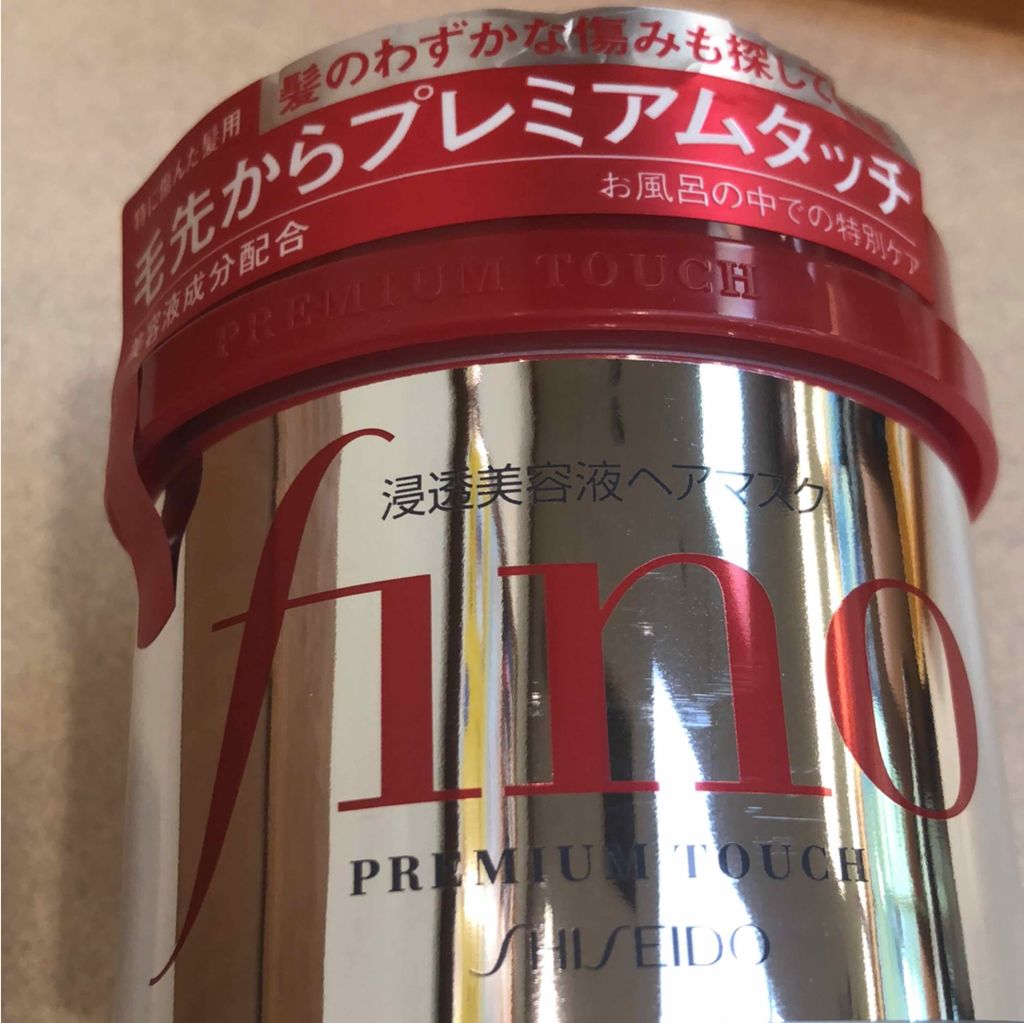 髪のわずかな傷みも探して
特に傷んだ髪用
毛先からプレミアムタッチ
お風呂の中での特別ケア
美容液成分配合
PREMIUM TOUCH
浸透美容液ヘアマスク
fino
PREMIUM TOUCH
SHISEIDO